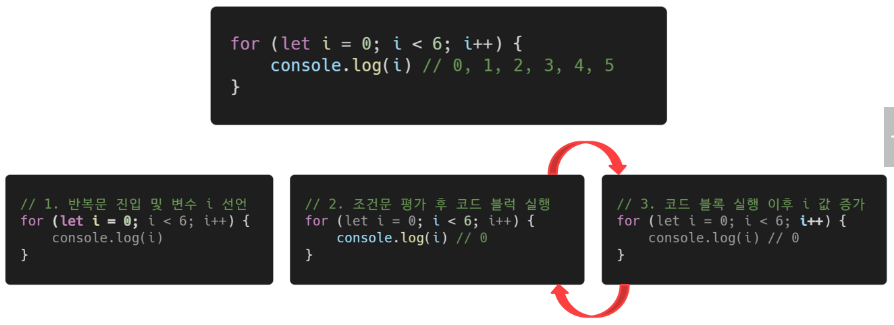 for (let i = 0; i < 6; i++) {
    console.log(i) // 0, 1, 2, 3, 4, 5
}
// 1. 반복문 진입 및 변수 i 선언
for (let i = 0; i < 6; i++) {
    console.log(i)
}
// 2. 조건문 평가 후 코드 블럭 실행
for (let i = 0; i < 6; i++) {
    console.log(i) // 0
}
// 3. 코드 블록 실행 이후 i 값 증가
for (let i = 0; i < 6; i++) {
    console.log(i) // 0
}